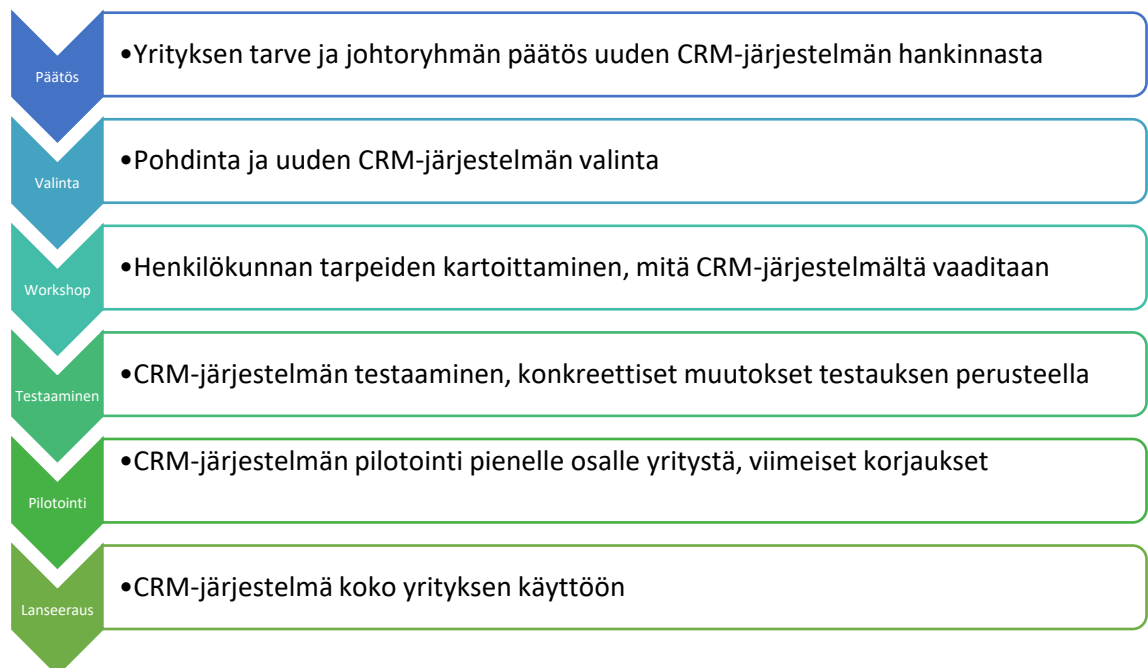 Päätös
•Yrityksen tarve ja johtoryhmän päätös uuden CRM-järjestelmän hankinnasta
Valinta
•Pohdinta ja uuden CRM-järjestelmän valinta
Workshop
•Henkilökunnan tarpeiden kartoittaminen, mitä CRM-järjestelmältä vaaditaan
Testaaminen
•CRM-järjestelmän testaaminen, konkreettiset muutokset testauksen perusteella
Pilotointi
•CRM-järjestelmän pilotointi pienelle osalle yritystä, viimeiset korjaukset
Lanseeraus
•CRM-järjestelmä koko yrityksen käyttöön